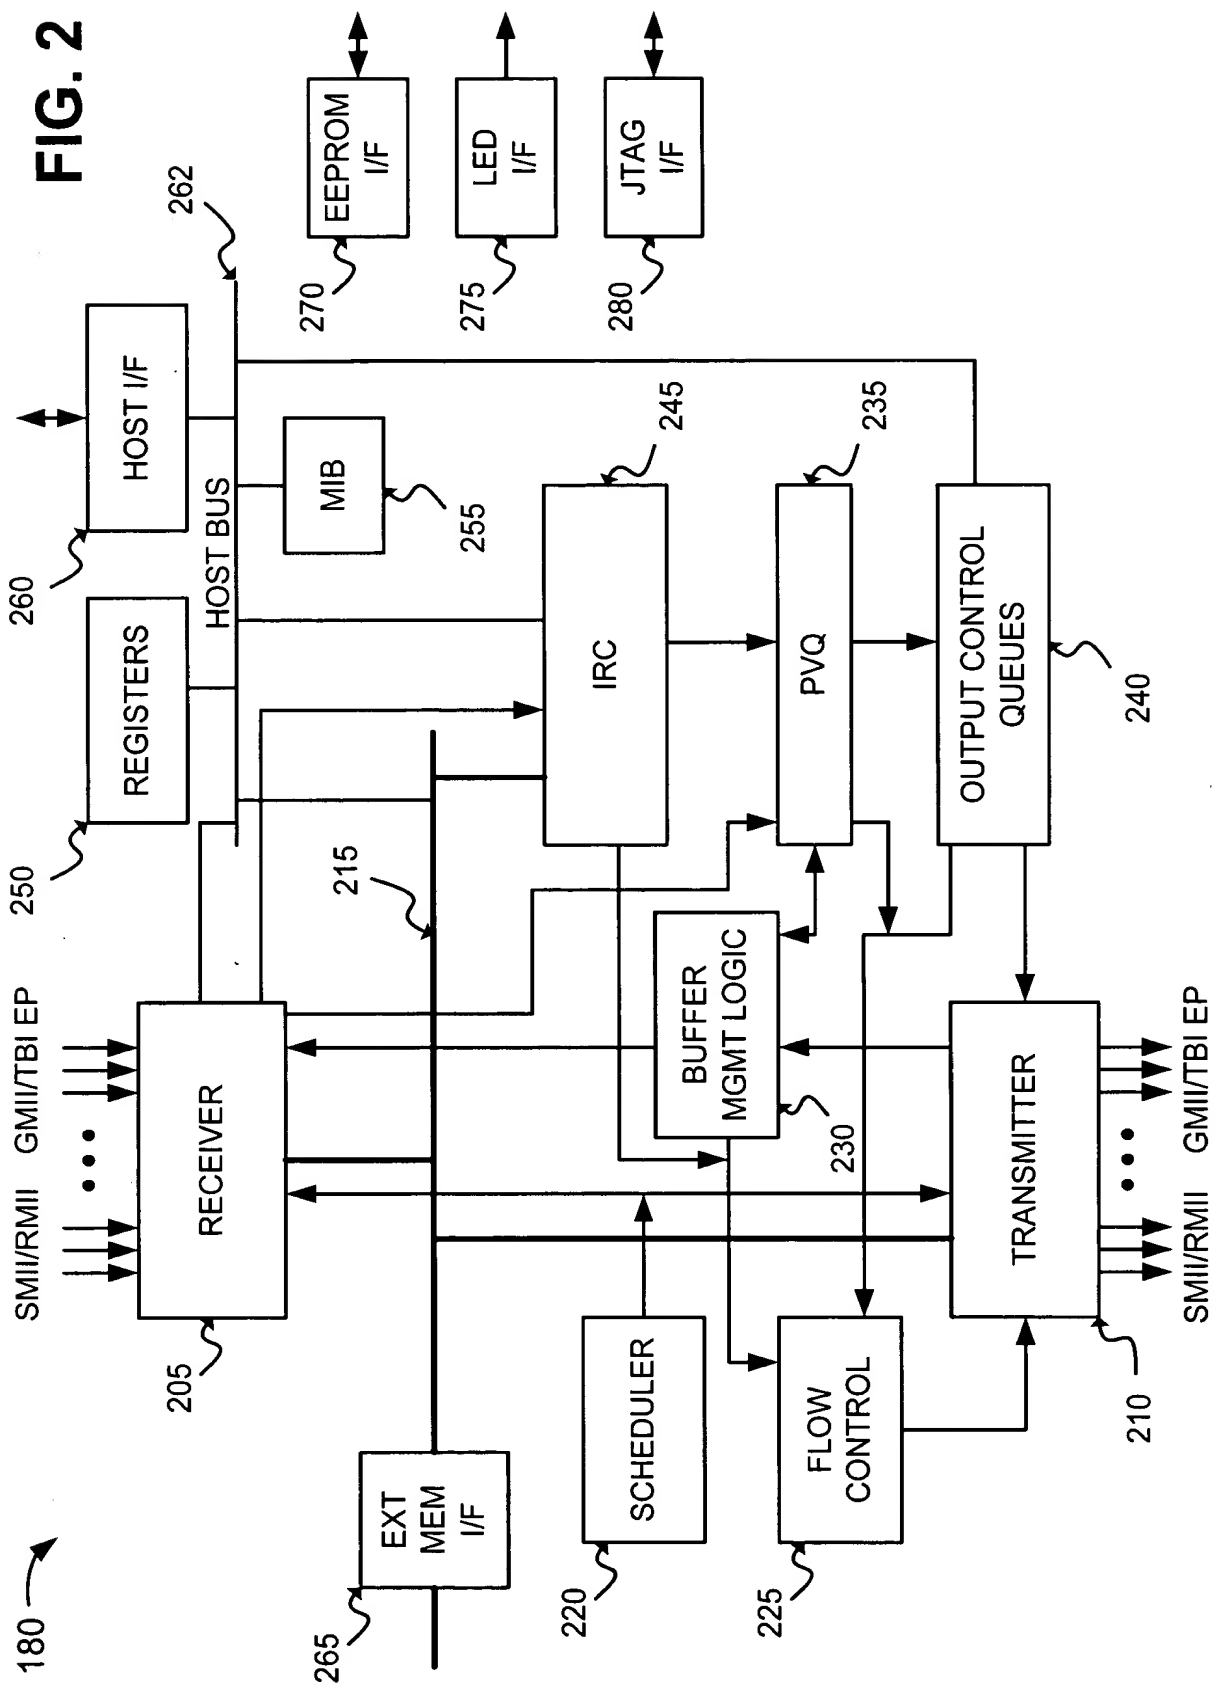 FIG. 2
180
SMII/RMII
GMII/TBI EP
250
REGISTERS
260
HOST I/F
262
HOST BUS
205
RECEIVER
MIB
255
270
EEPROM
I/F
265
EXT
MEM
I/F
215
275
LED
I/F
IRC
245
280
JTAG
I/F
220
SCHEDULER
BUFFER
MGMT LOGIC
230
PVQ
235
225
FLOW
CONTROL
OUTPUT CONTROL
QUEUES
240
TRANSMITTER
210
SMII/RMII
GMII/TBI EP